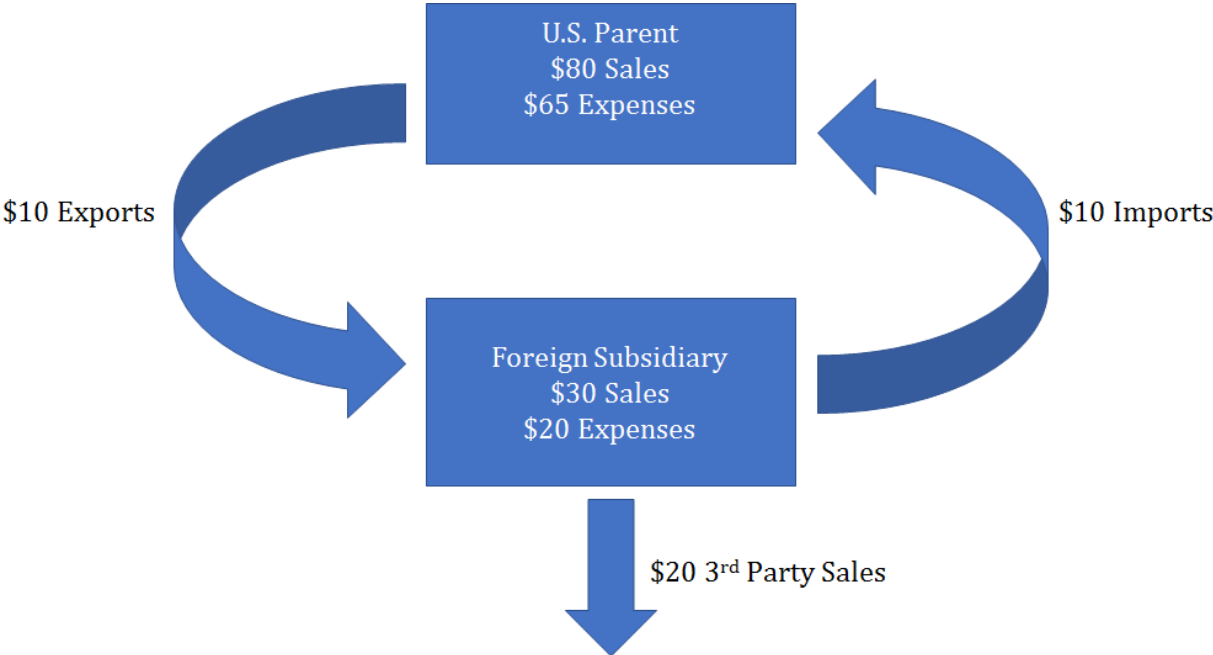 U.S. Parent
$80 Sales
$65 Expenses
$10 Exports
$10 Imports
Foreign Subsidiary
$30 Sales
$20 Expenses
$20 3rd Party Sales